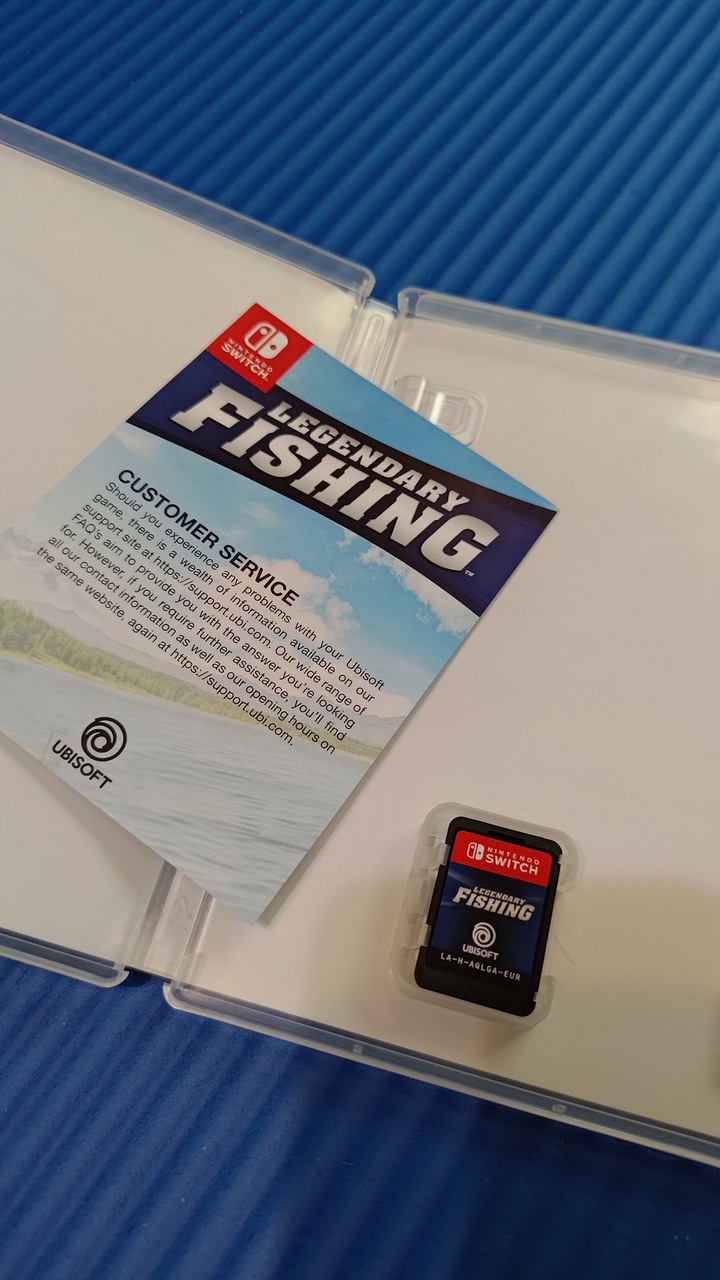 NINTENDO
SWITCH™
LEGENDARY
FISHING™
CUSTOMER SERVICE
Should you experience any problems with your Ubisoft
game, there is a wealth of information available on our
support site at https://support.ubi.com. Our wide range of
FAQ's aim to provide you with the answer you're looking
for. However, if you require further assistance, you'll find
all our contact information as well as our opening hours on
the same website, again at https://support.ubi.com.
UBISOFT
NINTENDO
SWITCH
LEGENDARY
FISHING
UBISOFT
LA-H-AQLGA-EUR